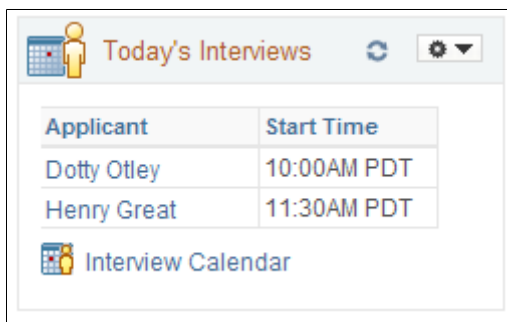 Today's Interviews
Applicant Start Time
Dotty Otley 10:00AM PDT
Henry Great 11:30AM PDT
Interview Calendar